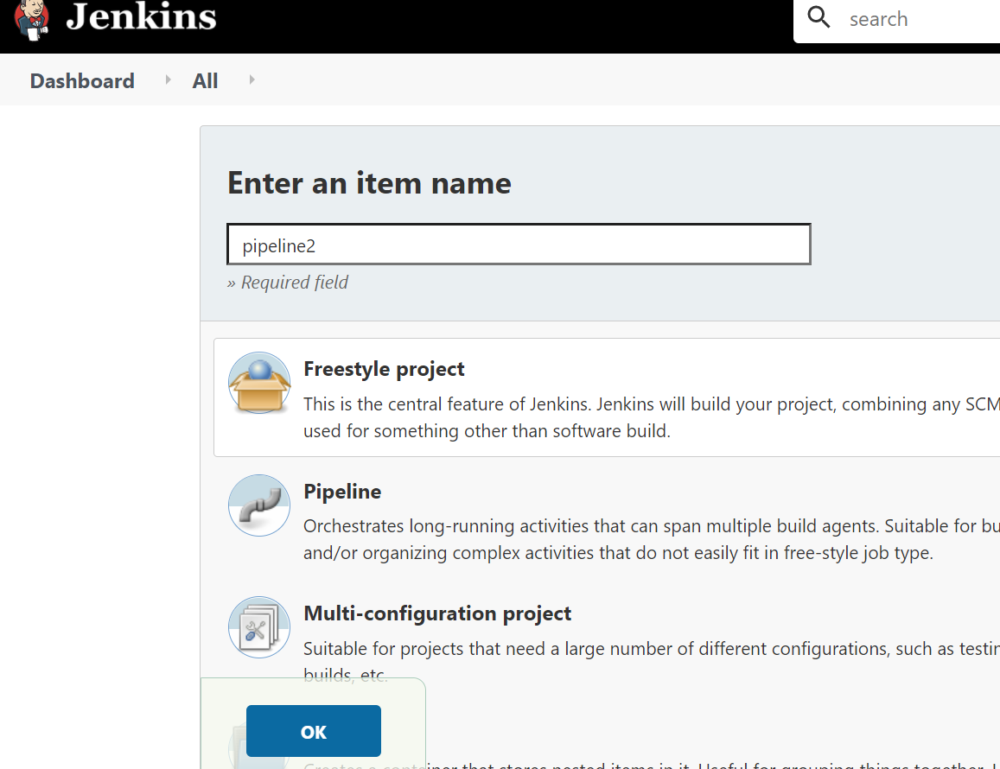 Jenkins
search
Dashboard
All
Enter an item name
pipeline2
» Required field
Freestyle project
This is the central feature of Jenkins. Jenkins will build your project, combining any SCM
used for something other than software build.
Pipeline
Orchestrates long-running activities that can span multiple build agents. Suitable for bu
and/or organizing complex activities that do not easily fit in free-style job type.
Multi-configuration project
Suitable for projects that need a large number of different configurations, such as testin
builds, etc.
OK
Creates a container that stores nested items in it. Useful for grouping things together.